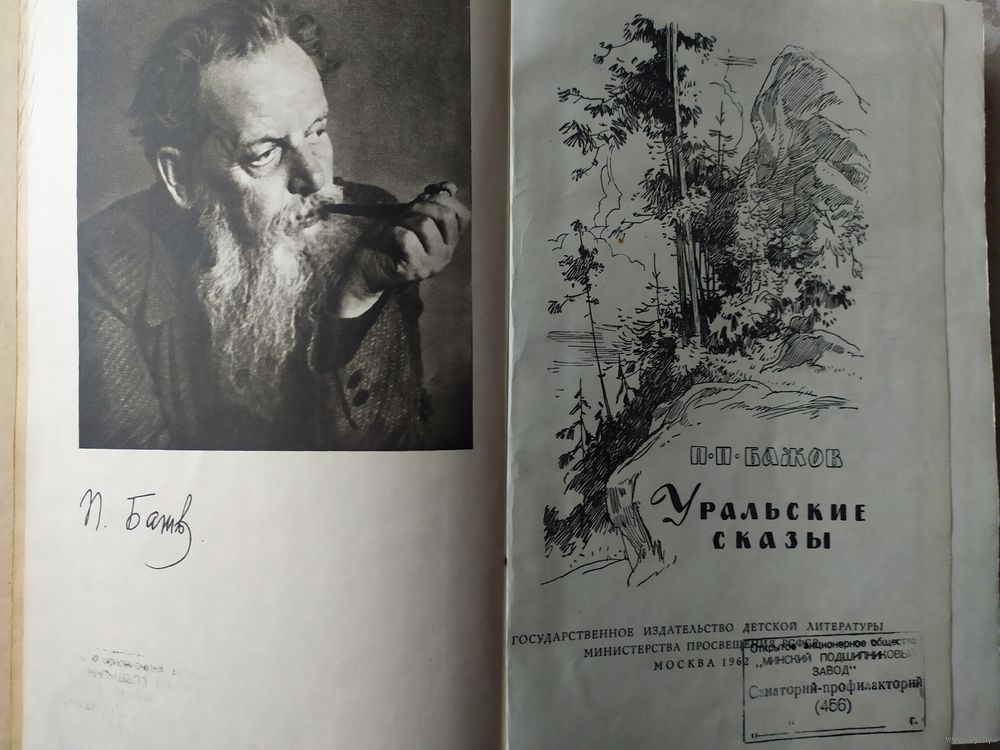 П. Бажов
П·П·БАЖОВ
УРАЛЬСКИЕ
СКАЗЫ
ГОСУДАРСТВЕННОЕ ИЗДАТЕЛЬСТВО ДЕТСКОЙ ЛИТЕРАТУРЫ
МИНИСТЕРСТВА ПРОСВЕЩЕНИЯ РСФСР
МОСКВА 1962
Открытое акционерное общество
„МИНСКИЙ ПОДШИПНИКОВЫЙ
ЗАВОД"
Санаторий-профилакторий
(456)
„ " г.